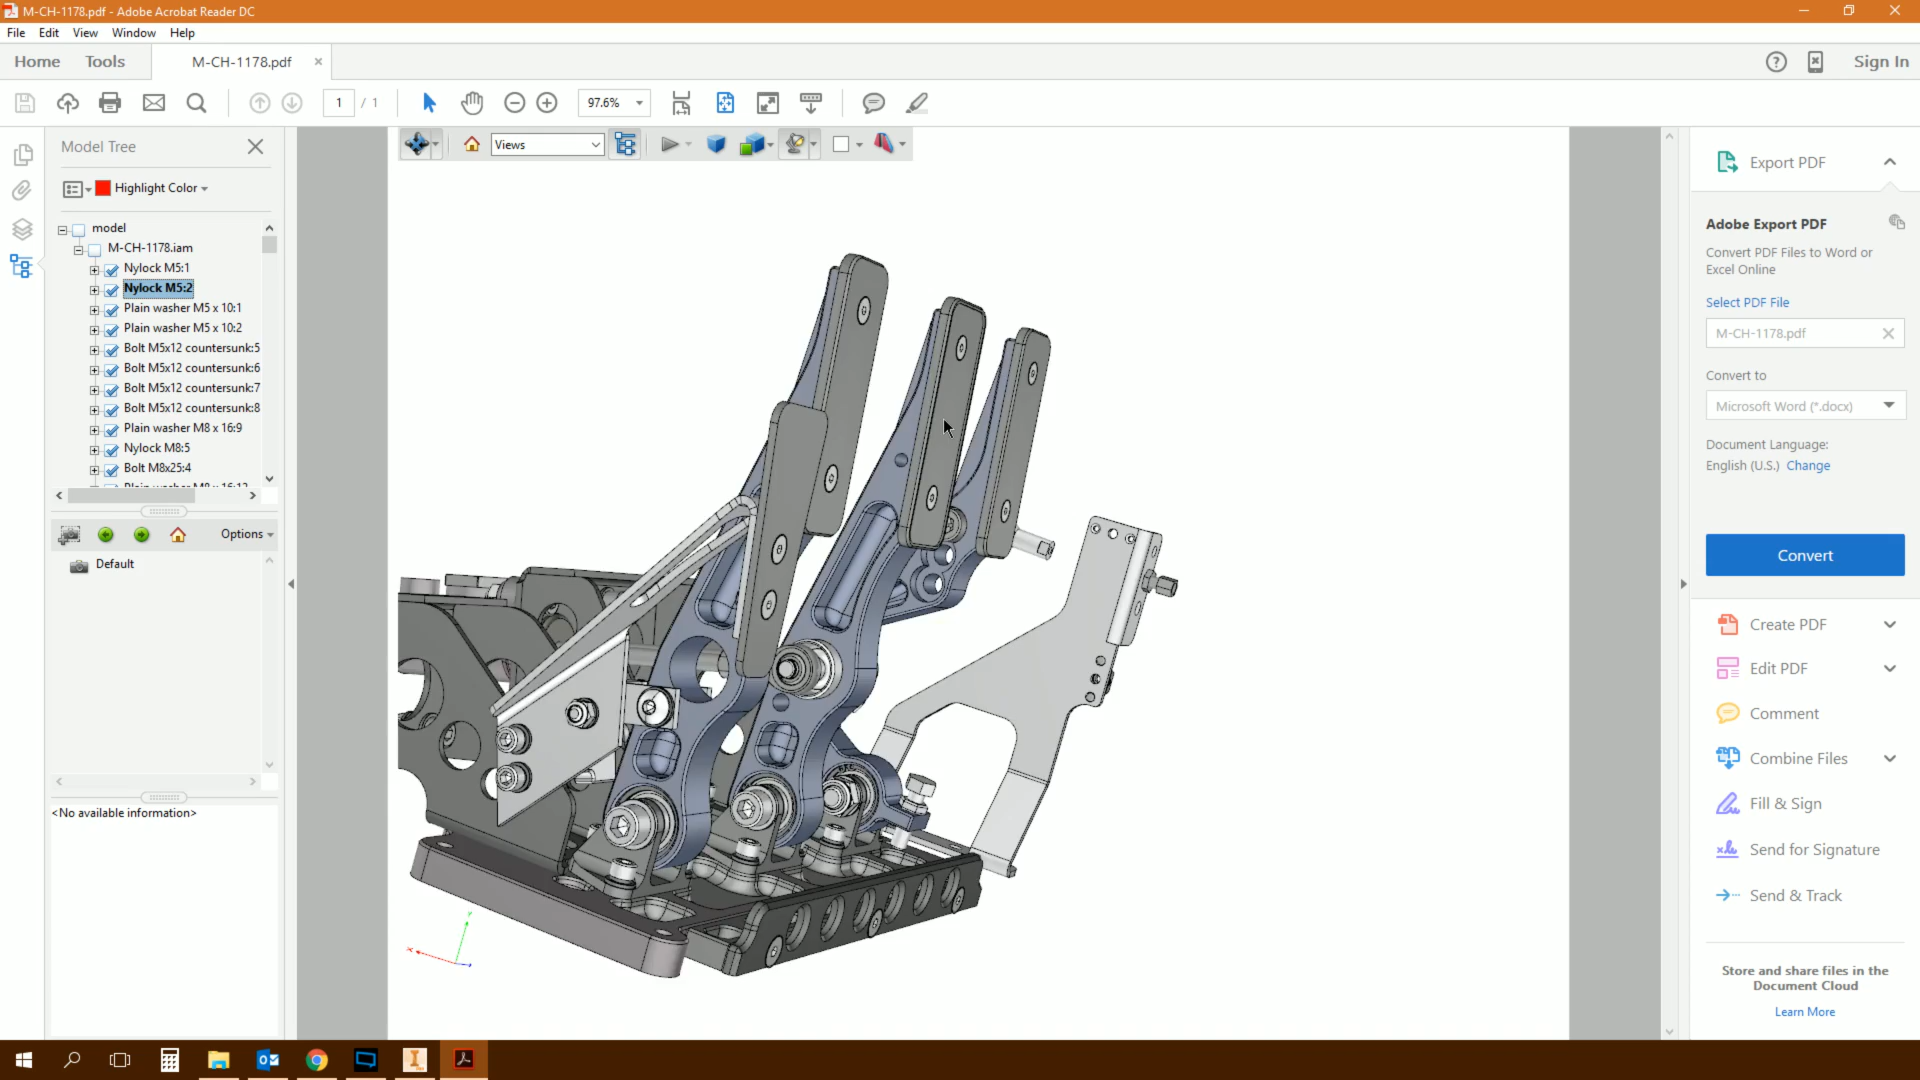 M-CH-1178.pdf - Adobe Acrobat Reader DC
File Edit View Window Help
Home Tools M-CH-1178.pdf Sign In
1 / 1 97.6%
Model Tree
Views
Highlight Color
model
M-CH-1178.iam
Nylock M5:1
Nylock M5:2
Plain washer M5 x 10:1
Plain washer M5 x 10:2
Bolt M5x12 countersunk:5
Bolt M5x12 countersunk:6
Bolt M5x12 countersunk:7
Bolt M5x12 countersunk:8
Plain washer M8 x 16:9
Nylock M8:5
Bolt M8x25:4
Plain washer M8 x 16:12
Options
Default
<No available information>
Y
X
Export PDF
Adobe Export PDF
Convert PDF Files to Word or
Excel Online
Select PDF File
M-CH-1178.pdf
Convert to
Microsoft Word (*.docx)
Document Language:
English (U.S.) Change
Convert
Create PDF
Edit PDF
Comment
Combine Files
Fill & Sign
Send for Signature
Send & Track
Store and share files in the
Document Cloud
Learn More